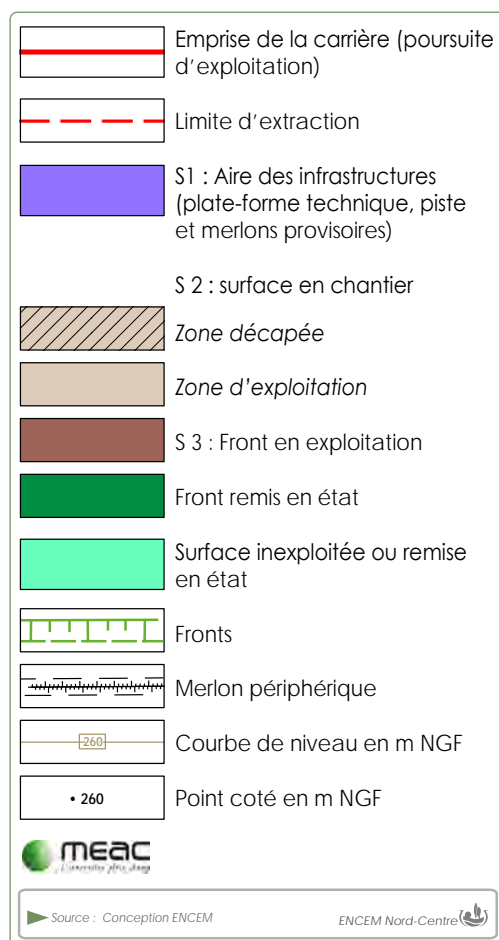 Emprise de la carrière (poursuite
d'exploitation)
Limite d'extraction
S1 : Aire des infrastructures
(plate-forme technique, piste
et merlons provisoires)
S 2 : surface en chantier
Zone décapée
Zone d'exploitation
S 3 : Front en exploitation
Front remis en état
Surface inexploitée ou remise
en état
Fronts
Merlon périphérique
260
Courbe de niveau en m NGF
• 260
Point coté en m NGF
meac
Source : Conception ENCEM
ENCEM Nord-Centre